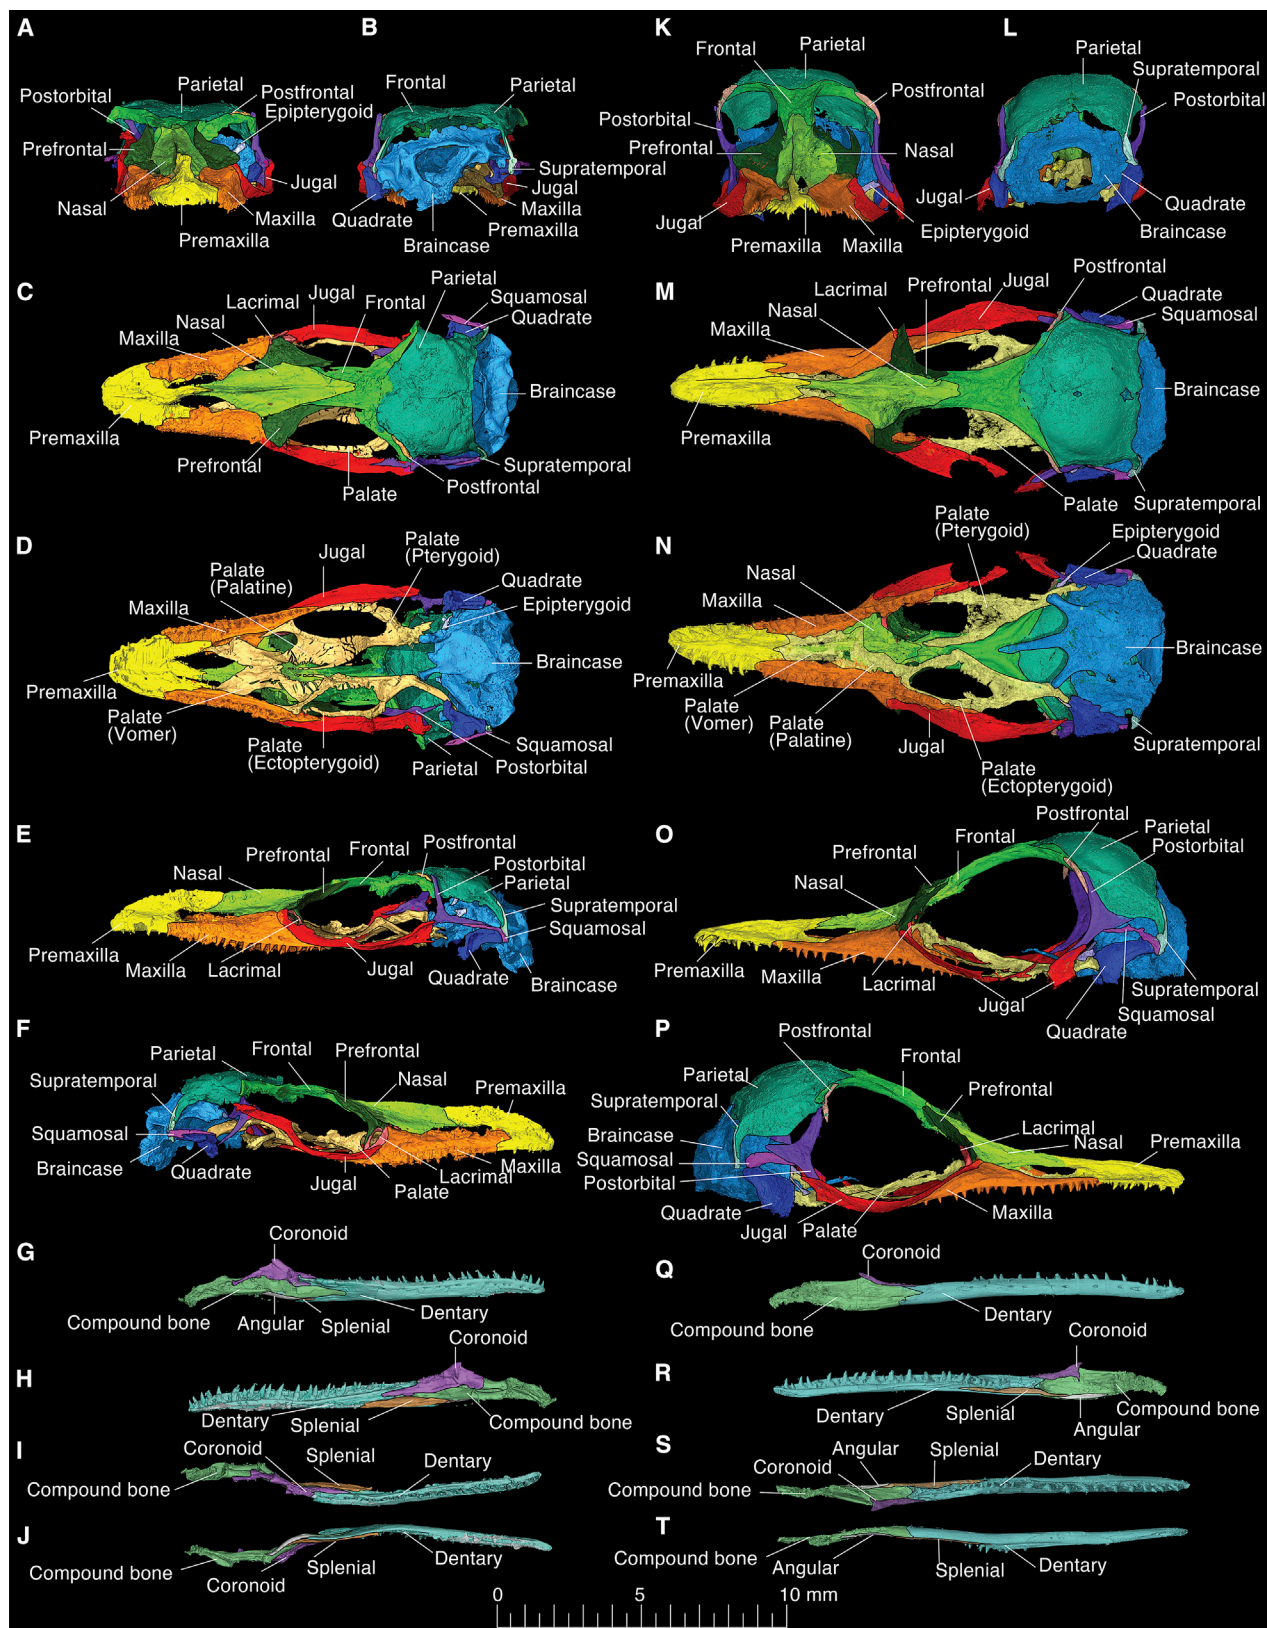 A
B
Parietal
Postorbital
Postfrontal
Epipterygoid
Prefrontal
Jugal
Nasal
Maxilla
Premaxilla
Frontal
Parietal
Supratemporal
Jugal
Maxilla
Premaxilla
Quadrate
Braincase
K
L
Frontal
Parietal
Postfrontal
Postorbital
Prefrontal
Nasal
Jugal
Premaxilla
Maxilla
Epipterygoid
Parietal
Supratemporal
Postorbital
Jugal
Quadrate
Braincase
C
Parietal
Lacrimal
Jugal
Frontal
Squamosal
Quadrate
Nasal
Maxilla
Braincase
Premaxilla
Prefrontal
Palate
Supratemporal
Postfrontal
M
Postfrontal
Jugal
Prefrontal
Lacrimal
Quadrate
Squamosal
Nasal
Maxilla
Braincase
Premaxilla
Palate
Supratemporal
D
Palate
(Pterygoid)
Jugal
Palate
(Palatine)
Quadrate
Epipterygoid
Maxilla
Braincase
Premaxilla
Palate
(Vomer)
Palate
(Ectopterygoid)
Squamosal
Postorbital
Parietal
N
Palate
(Pterygoid)
Epipterygoid
Quadrate
Nasal
Maxilla
Braincase
Premaxilla
Palate
(Vomer)
Palate
(Palatine)
Jugal
Supratemporal
Palate
(Ectopterygoid)
E
Postfrontal
Frontal
Prefrontal
Postorbital
Nasal
Parietal
Supratemporal
Squamosal
Premaxilla
Maxilla
Lacrimal
Jugal
Quadrate
Braincase
O
Postfrontal
Parietal
Frontal
Postorbital
Prefrontal
Nasal
Premaxilla
Maxilla
Lacrimal
Jugal
Supratemporal
Squamosal
Quadrate
F
Parietal
Frontal
Prefrontal
Supratemporal
Nasal
Premaxilla
Squamosal
Braincase
Quadrate
Jugal
Palate
Lacrimal
Maxilla
P
Postfrontal
Frontal
Parietal
Prefrontal
Supratemporal
Lacrimal
Braincase
Nasal
Premaxilla
Squamosal
Postorbital
Quadrate
Jugal
Palate
Maxilla
G
Coronoid
Compound bone
Angular
Splenial
Dentary
Q
Coronoid
Compound bone
Dentary
H
Coronoid
Dentary
Splenial
Compound bone
R
Coronoid
Dentary
Splenial
Angular
Compound bone
I
Coronoid
Splenial
Dentary
Compound bone
S
Angular
Splenial
Coronoid
Dentary
Compound bone
J
Compound bone
Coronoid
Splenial
Dentary
T
Compound bone
Angular
Splenial
Dentary
0 5 10 mm